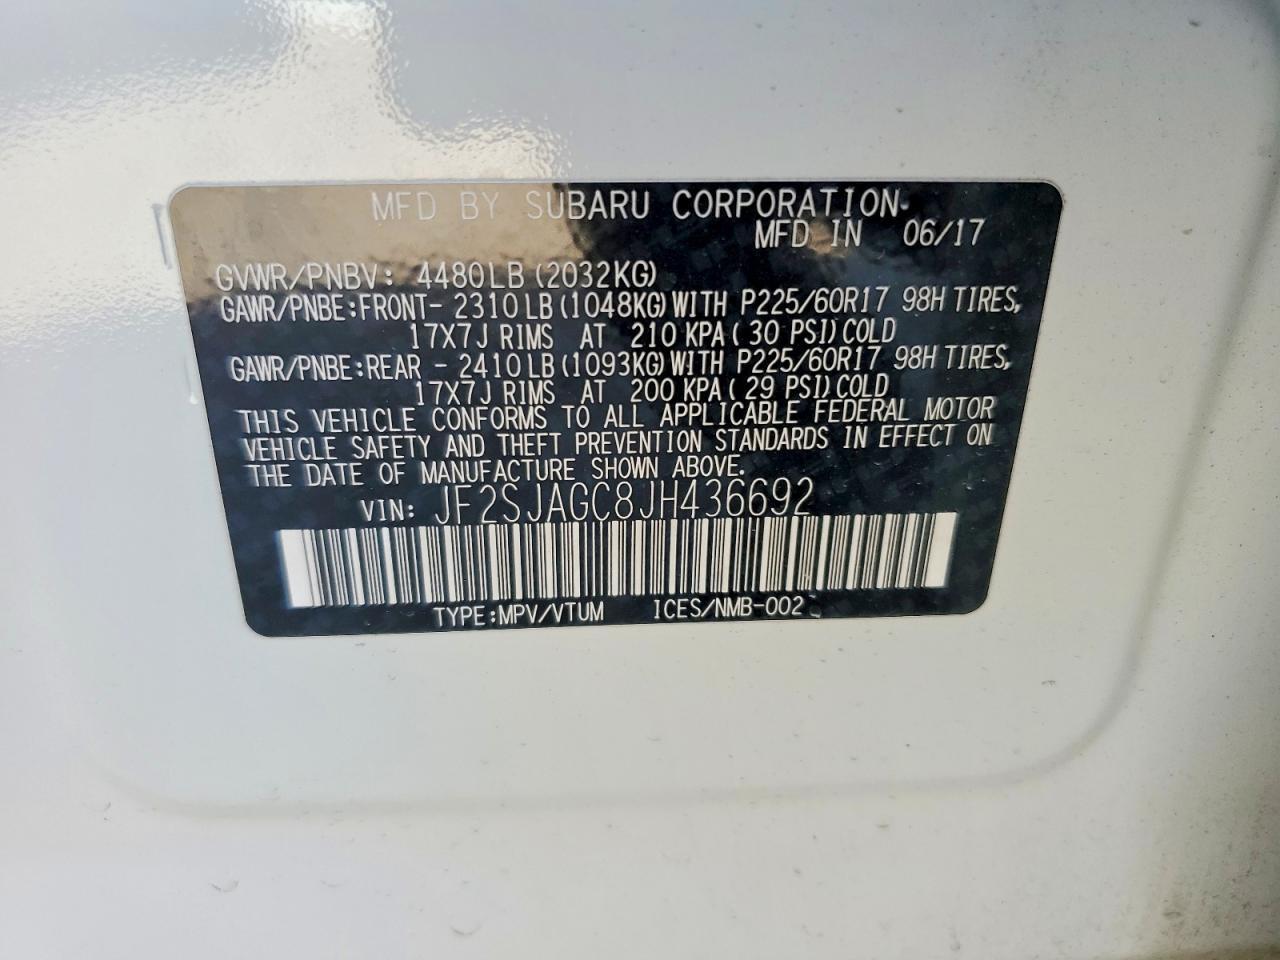 MFD BY SUBARU CORPORATION
MFD IN 06/17
GVWR/PNBV: 4480LB (2032KG)
GAWR/PNBE:FRONT- 2310LB (1048KG) WITH P225/60R17 98H TIRES,
17X7J RIMS AT 210 KPA (30 PSI) COLD
GAWR/PNBE:REAR - 2410LB (1093KG) WITH P225/60R17 98H TIRES,
17X7J RIMS AT 200 KPA (29 PSI) COLD
THIS VEHICLE CONFORMS TO ALL APPLICABLE FEDERAL MOTOR
VEHICLE SAFETY AND THEFT PREVENTION STANDARDS IN EFFECT ON
THE DATE OF MANUFACTURE SHOWN ABOVE.
VIN: JF2SJAGC8JH436692
TYPE:MPV/VTUM ICES/NMB-002